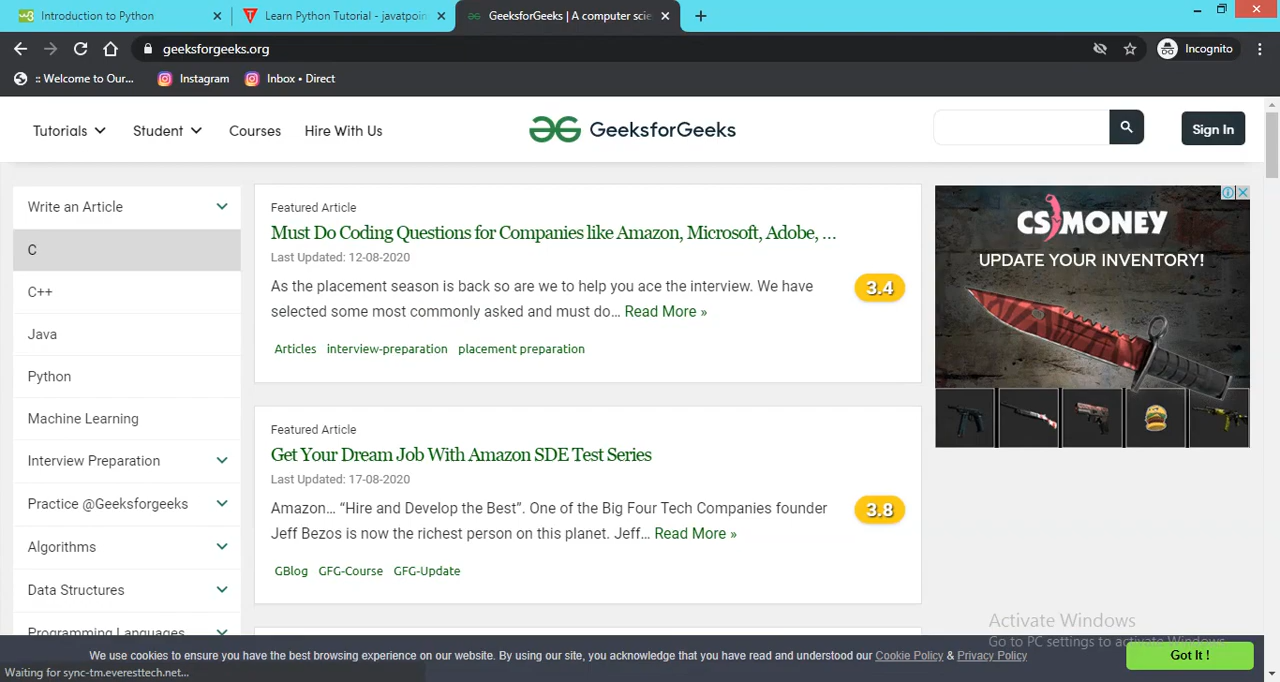 Introduction to Python
Learn Python Tutorial - javatpoin
GeeksforGeeks | A computer scie
geeksforgeeks.org
Incognito
:: Welcome to Our...
Instagram
Inbox • Direct
Tutorials
Student
Courses
Hire With Us
GeeksforGeeks
Sign In
Write an Article
C
C++
Java
Python
Machine Learning
Interview Preparation
Practice @Geeksforgeeks
Algorithms
Data Structures
Programming Languages
Featured Article
Must Do Coding Questions for Companies like Amazon, Microsoft, Adobe, …
Last Updated: 12-08-2020
As the placement season is back so are we to help you ace the interview. We have
selected some most commonly asked and must do… Read More »
3.4
Articles interview-preparation placement preparation
Featured Article
Get Your Dream Job With Amazon SDE Test Series
Last Updated: 17-08-2020
Amazon… “Hire and Develop the Best”. One of the Big Four Tech Companies founder
Jeff Bezos is now the richest person on this planet. Jeff… Read More »
3.8
GBlog GFG-Course GFG-Update
CS MONEY
UPDATE YOUR INVENTORY!
Activate Windows
Go to PC settings to activate Windows.
We use cookies to ensure you have the best browsing experience on our website. By using our site, you acknowledge that you have read and understood our Cookie Policy & Privacy Policy
Got It !
Waiting for sync-tm.everesttech.net...